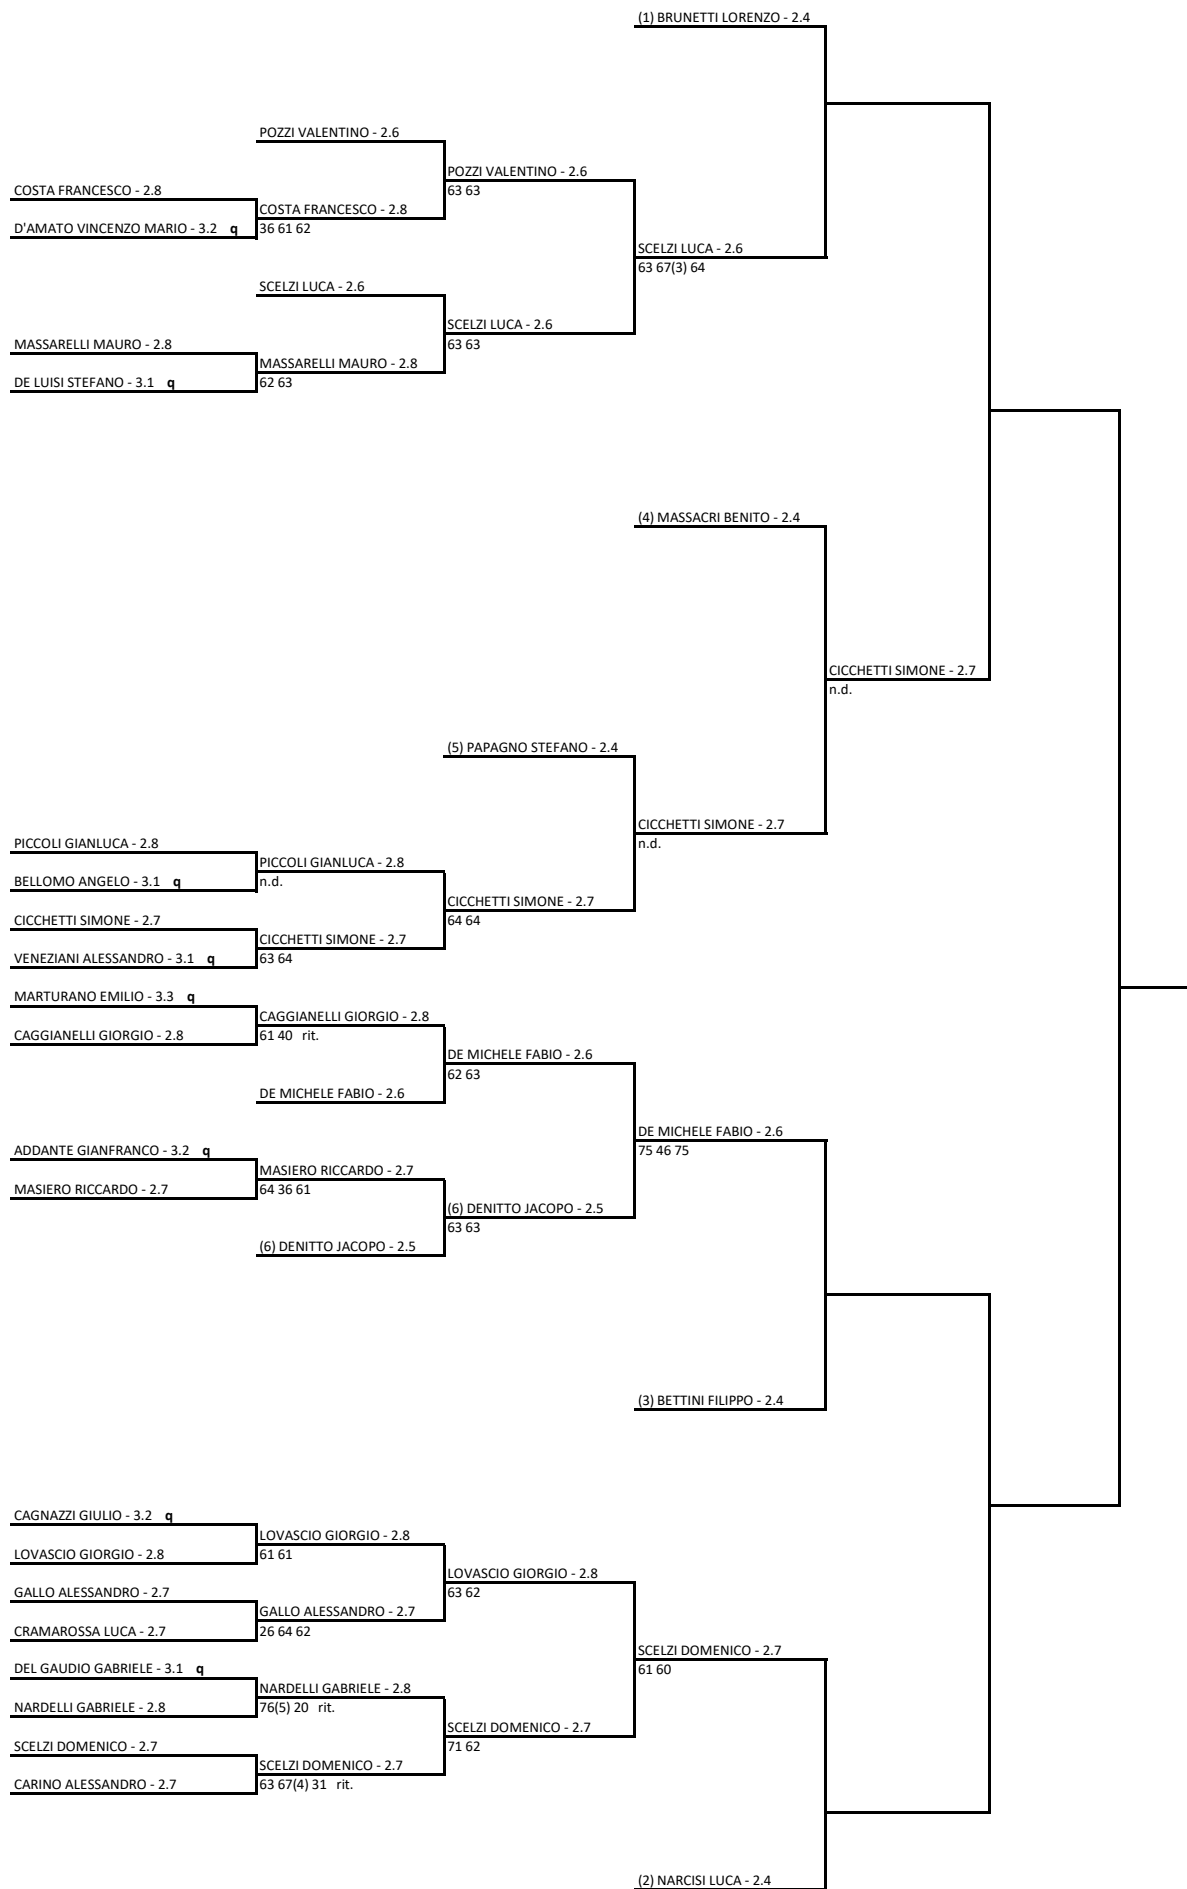 (1) BRUNETTI LORENZO - 2.4
POZZI VALENTINO - 2.6
POZZI VALENTINO - 2.6
63 63
COSTA FRANCESCO - 2.8
COSTA FRANCESCO - 2.8
36 61 62
D'AMATO VINCENZO MARIO - 3.2 q
SCELZI LUCA - 2.6
63 67(3) 64
SCELZI LUCA - 2.6
SCELZI LUCA - 2.6
63 63
MASSARELLI MAURO - 2.8
MASSARELLI MAURO - 2.8
62 63
DE LUISI STEFANO - 3.1 q
(4) MASSACRI BENITO - 2.4
CICCHETTI SIMONE - 2.7
n.d.
(5) PAPAGNO STEFANO - 2.4
CICCHETTI SIMONE - 2.7
n.d.
PICCOLI GIANLUCA - 2.8
PICCOLI GIANLUCA - 2.8
n.d.
BELLOMO ANGELO - 3.1 q
CICCHETTI SIMONE - 2.7
64 64
CICCHETTI SIMONE - 2.7
CICCHETTI SIMONE - 2.7
63 64
VENEZIANI ALESSANDRO - 3.1 q
MARTURANO EMILIO - 3.3 q
CAGGIANELLI GIORGIO - 2.8
61 40 rit.
CAGGIANELLI GIORGIO - 2.8
DE MICHELE FABIO - 2.6
62 63
DE MICHELE FABIO - 2.6
DE MICHELE FABIO - 2.6
75 46 75
ADDANTE GIANFRANCO - 3.2 q
MASIERO RICCARDO - 2.7
64 36 61
MASIERO RICCARDO - 2.7
(6) DENITTO JACOPO - 2.5
63 63
(6) DENITTO JACOPO - 2.5
(3) BETTINI FILIPPO - 2.4
CAGNAZZI GIULIO - 3.2 q
LOVASCIO GIORGIO - 2.8
61 61
LOVASCIO GIORGIO - 2.8
LOVASCIO GIORGIO - 2.8
63 62
GALLO ALESSANDRO - 2.7
GALLO ALESSANDRO - 2.7
26 64 62
CRAMAROSSA LUCA - 2.7
SCELZI DOMENICO - 2.7
61 60
DEL GAUDIO GABRIELE - 3.1 q
NARDELLI GABRIELE - 2.8
76(5) 20 rit.
NARDELLI GABRIELE - 2.8
SCELZI DOMENICO - 2.7
71 62
SCELZI DOMENICO - 2.7
SCELZI DOMENICO - 2.7
63 67(4) 31 rit.
CARINO ALESSANDRO - 2.7
(2) NARCISI LUCA - 2.4